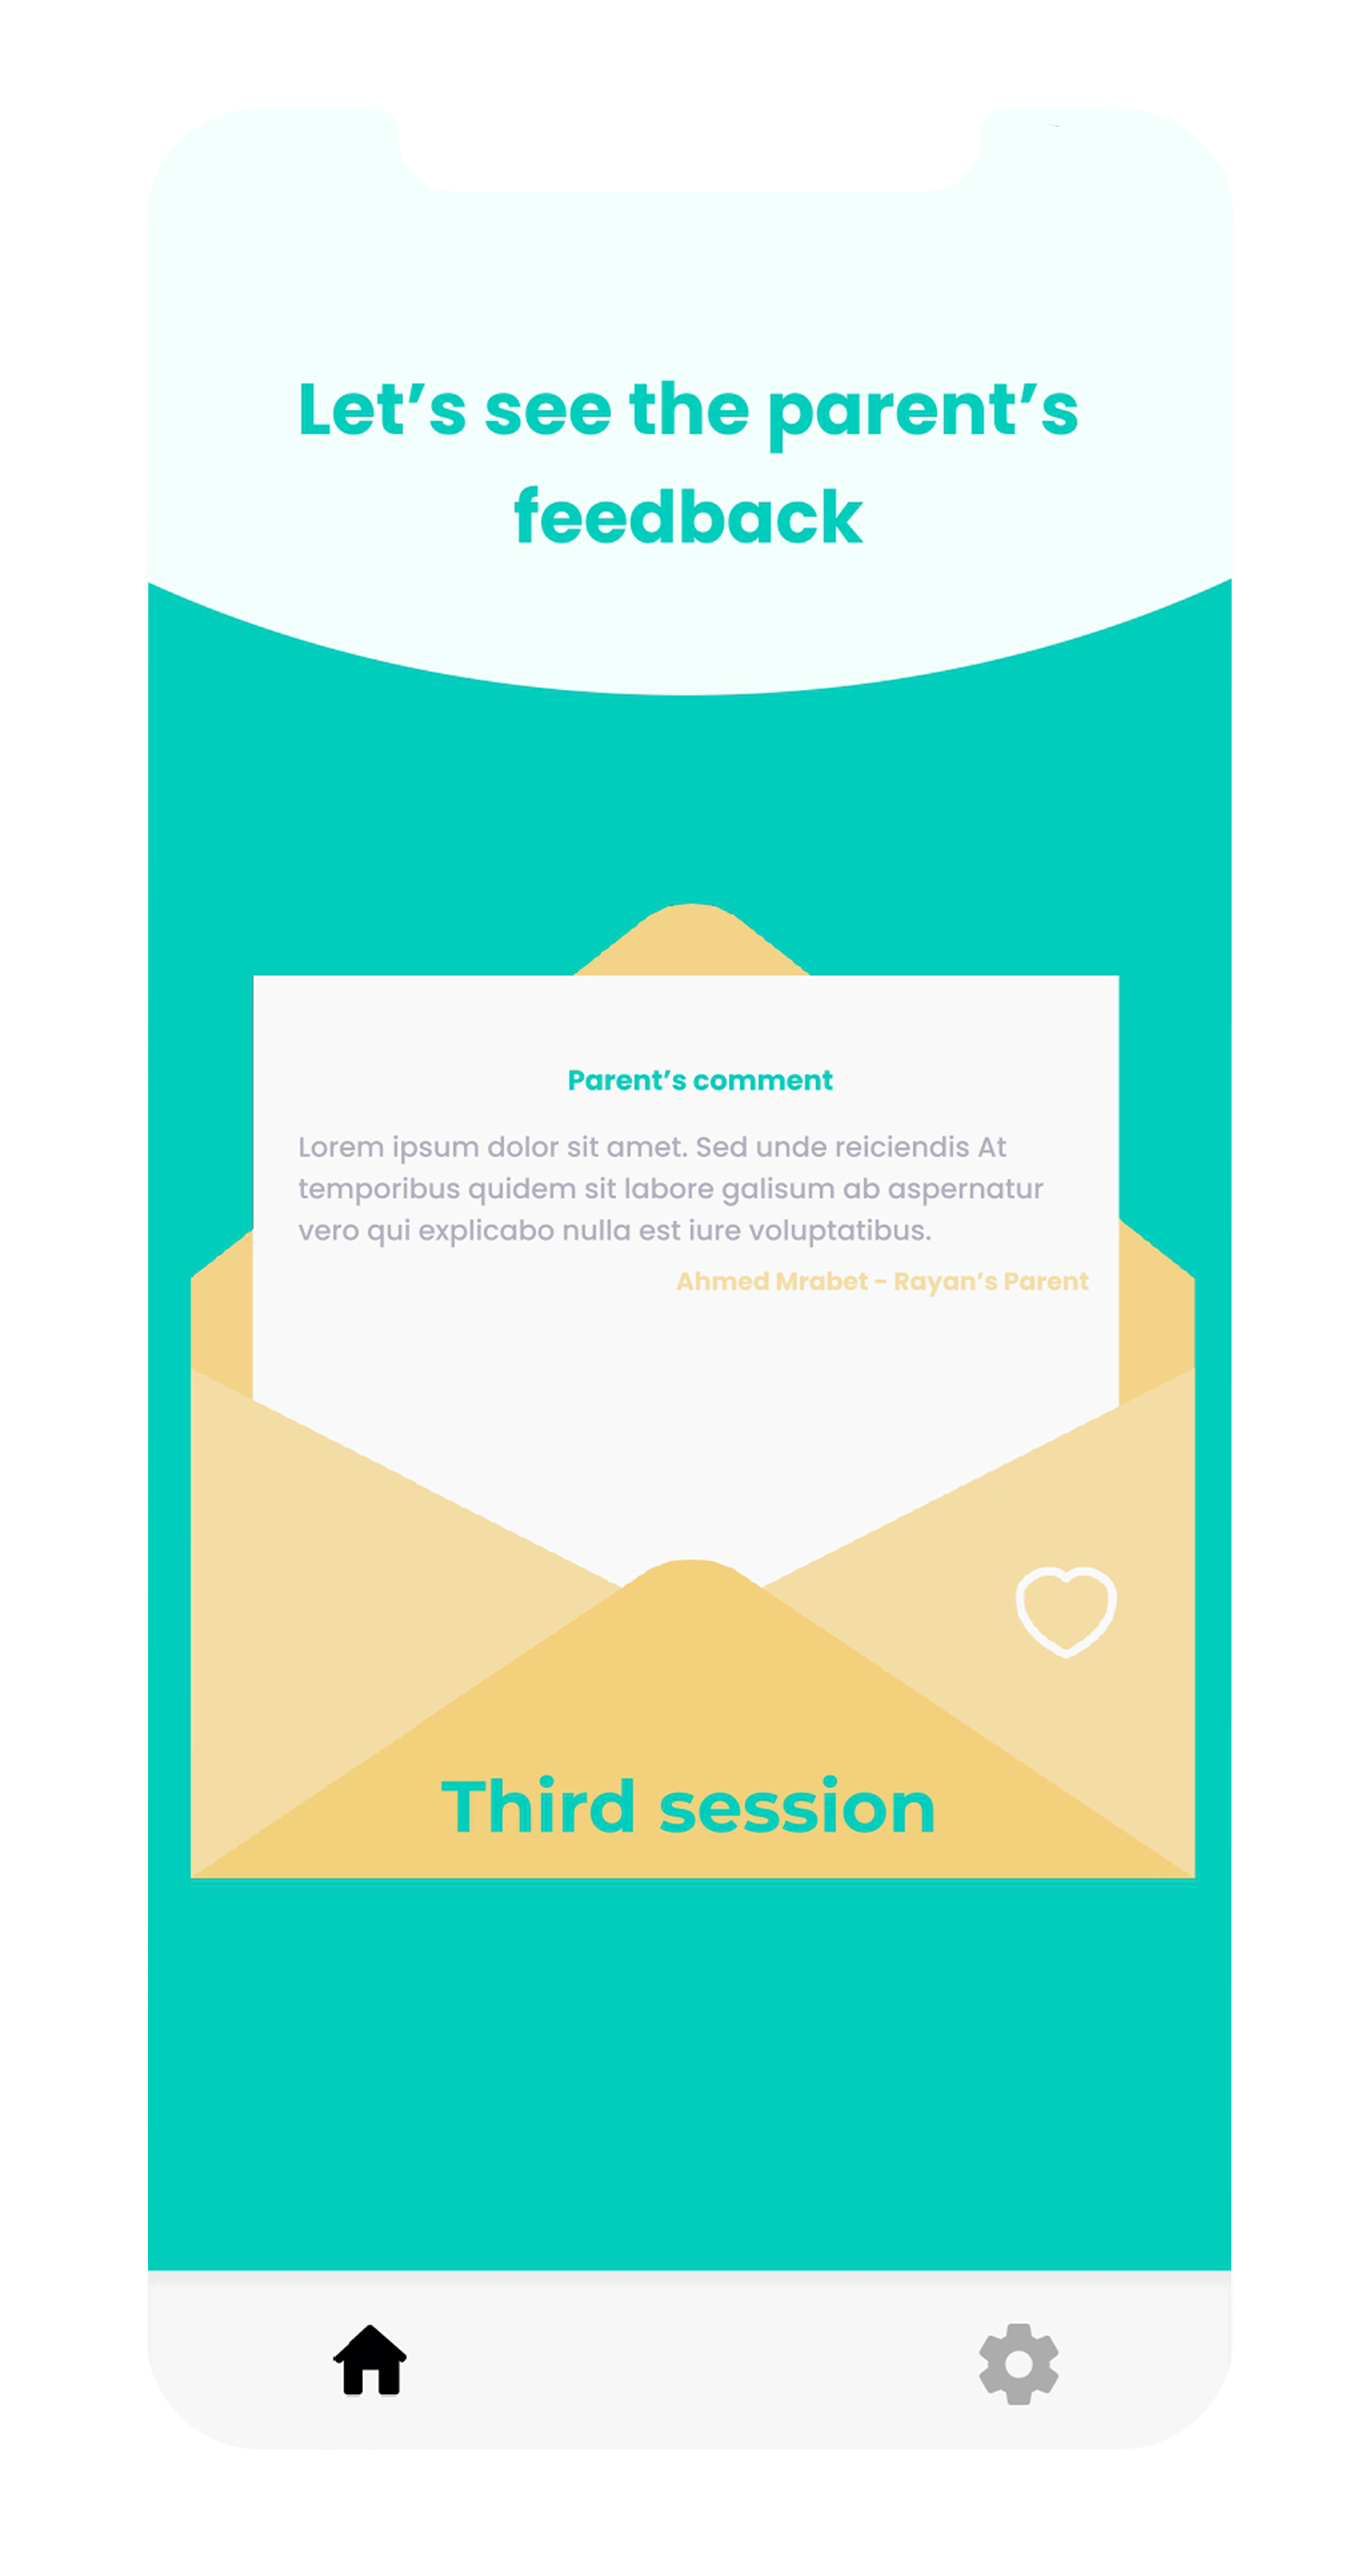 Let’s see the parent’s
feedback
Parent’s comment
Lorem ipsum dolor sit amet. Sed unde reiciendis At
temporibus quidem sit labore galisum ab aspernatur
vero qui explicabo nulla est iure voluptatibus.
Ahmed Mrabet - Rayan’s Parent
Third session